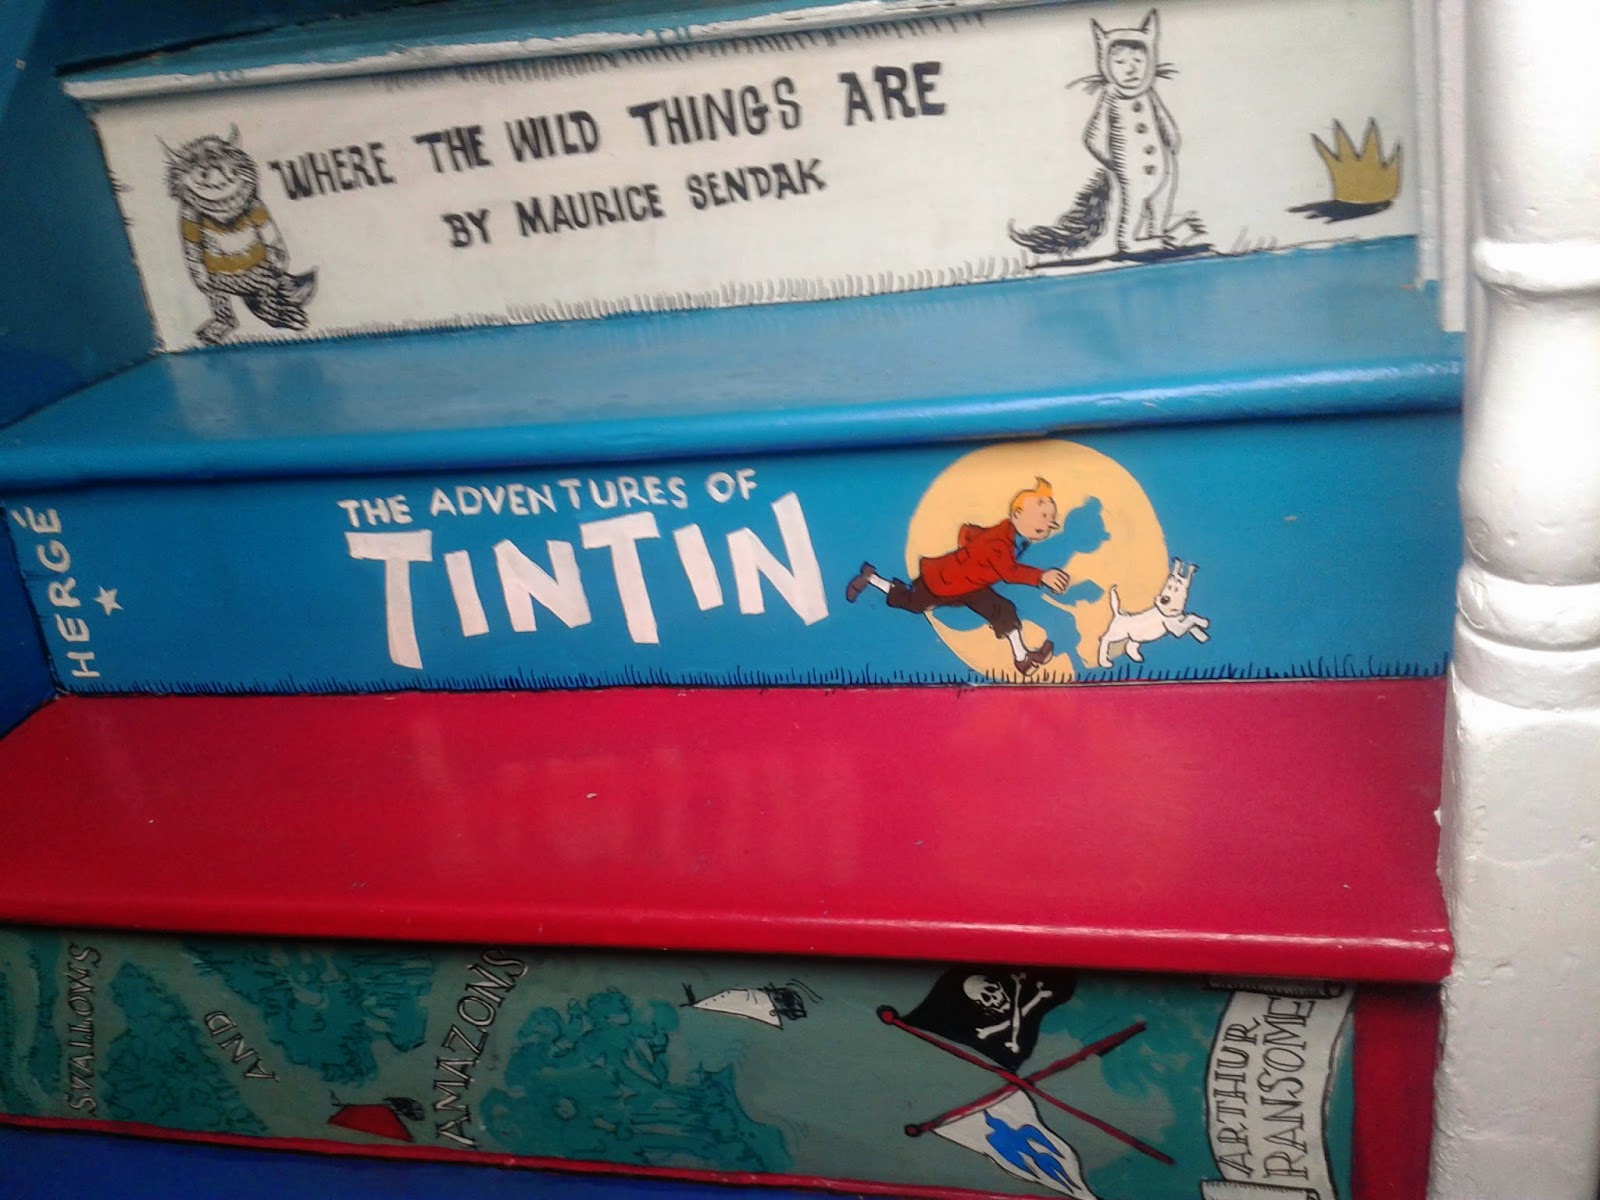 WHERE THE WILD THINGS ARE
BY MAURICE SENDAK
HERGÉ
THE ADVENTURES OF
TINTIN
SWALLOWS
AND
AMAZONS
ARTHUR
RANSOME